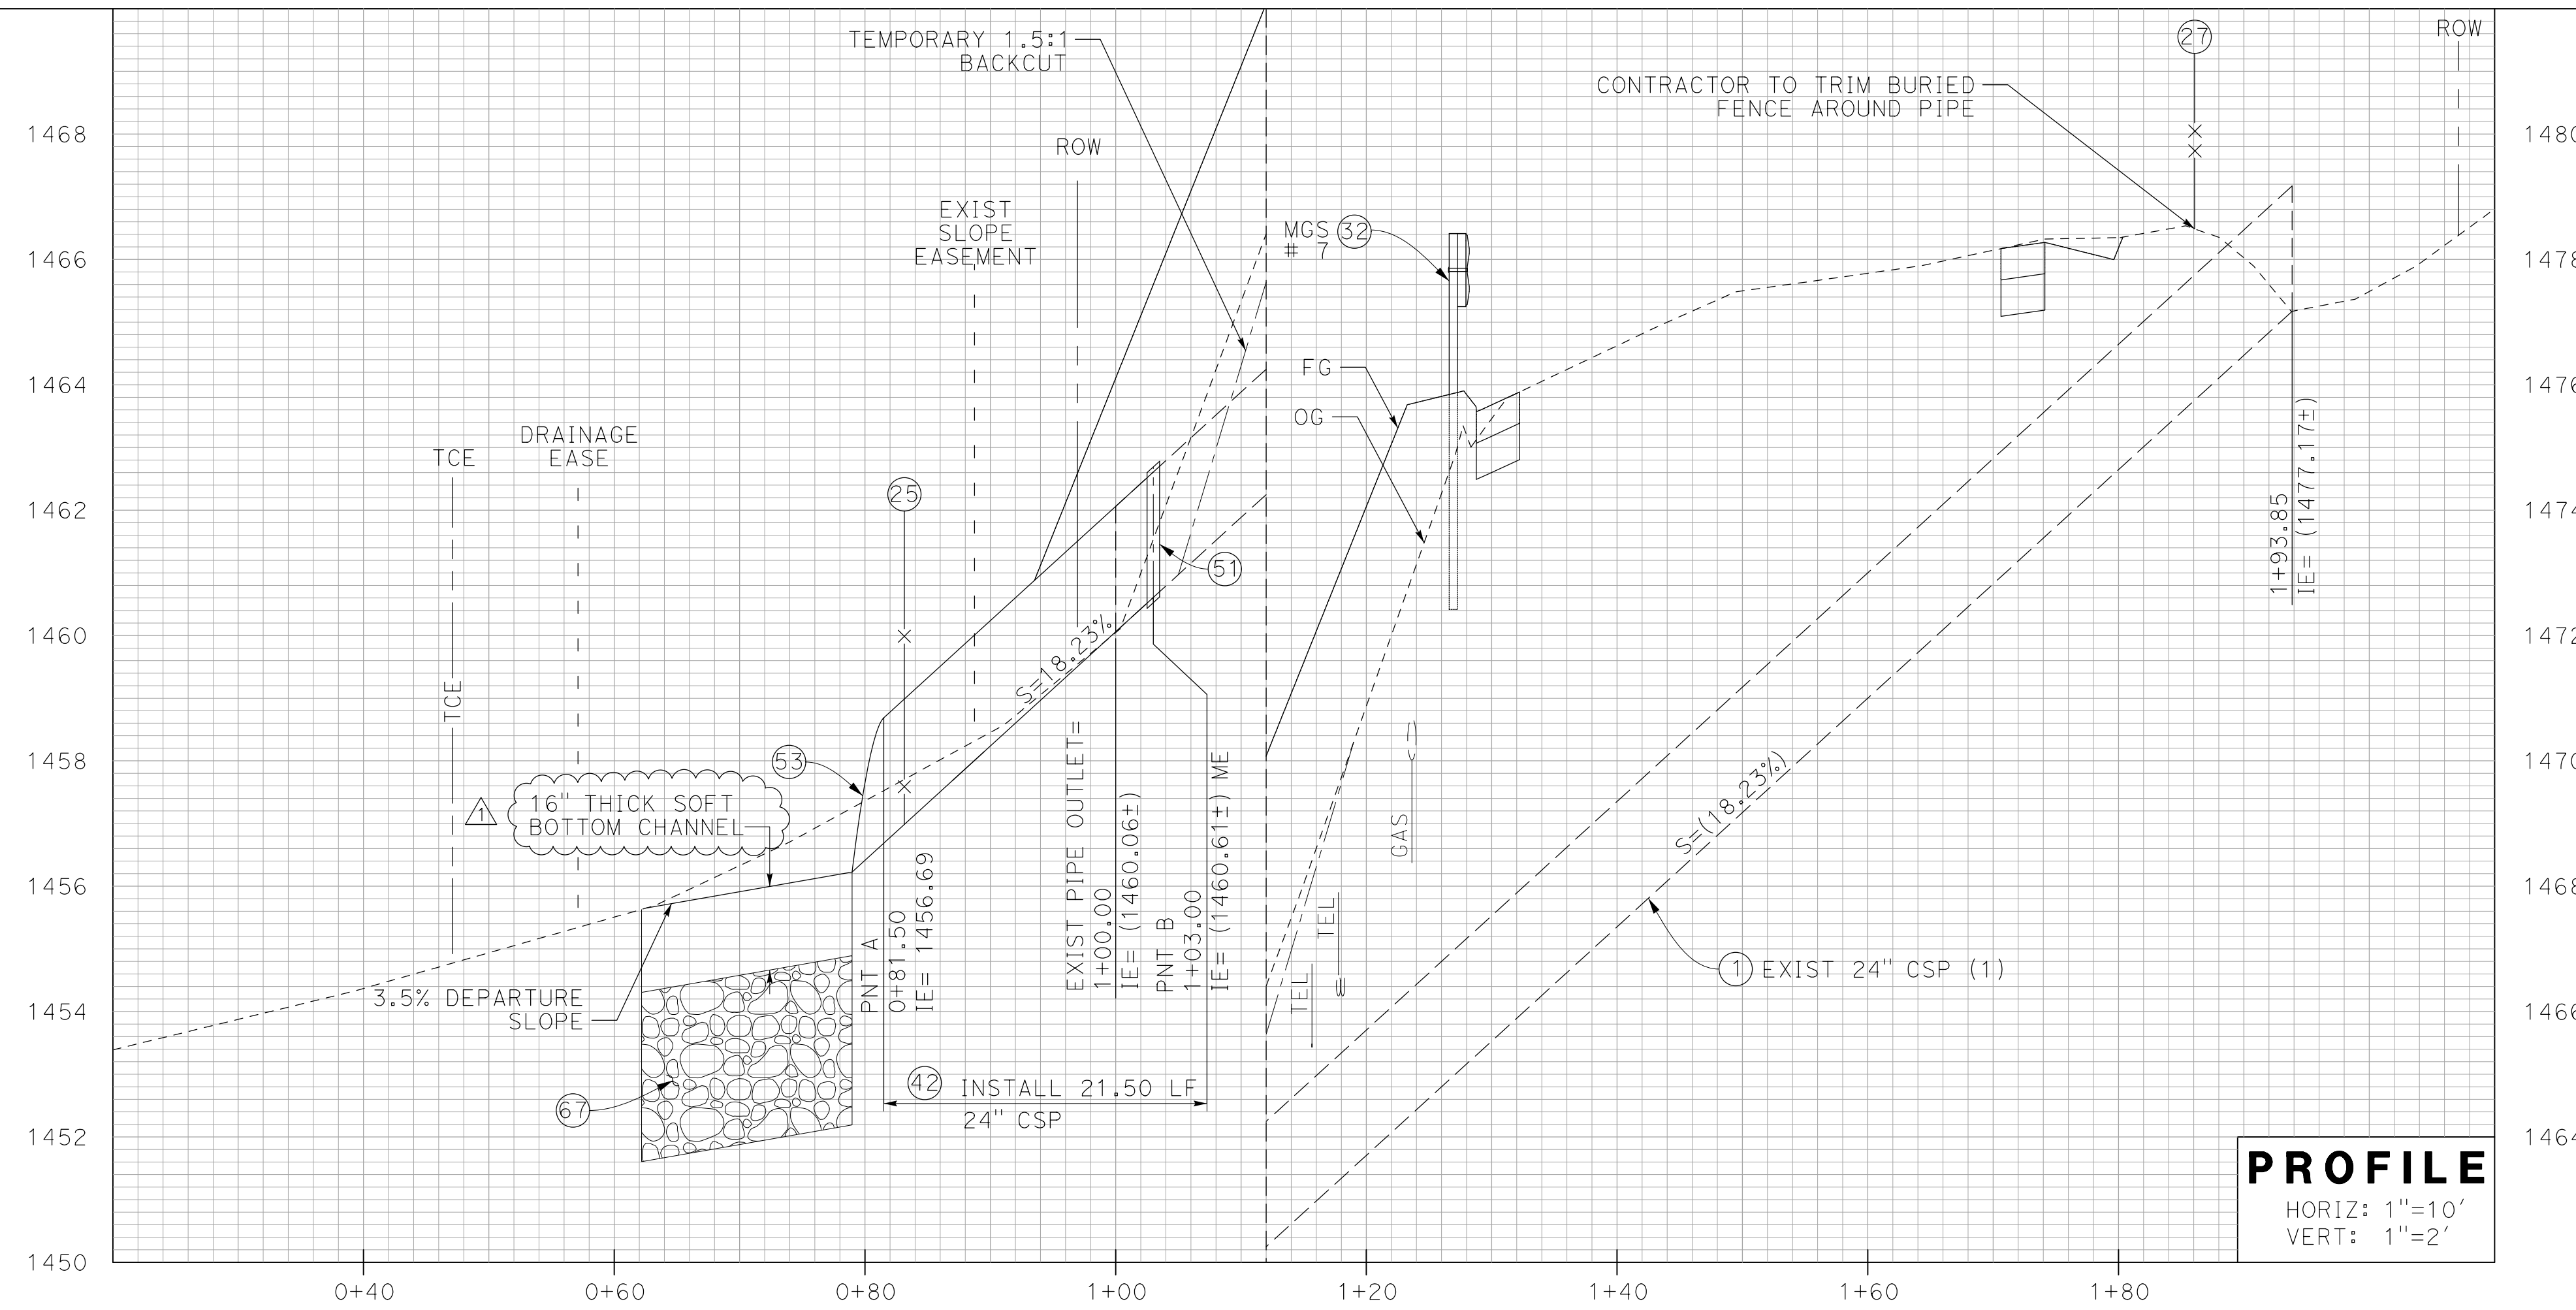 TEMPORARY 1.5:1
BACKCUT
27
ROW
CONTRACTOR TO TRIM BURIED
FENCE AROUND PIPE
1468
ROW
EXIST
SLOPE
EASEMENT
MGS
# 7
32
1466
1464
FG
OG
TCE
DRAINAGE
EASE
25
1462
51
1460
S=18.23%
TCE
1458
53
1
16" THICK SOFT
BOTTOM CHANNEL
1456
3.5% DEPARTURE
SLOPE
1454
67
1452
1450
PNT A
0+81.50
IE= 1456.69
EXIST PIPE OUTLET=
1+00.00
IE= (1460.06±)
PNT B
1+03.00
IE= (1460.61±) ME
42 INSTALL 21.50 LF
24" CSP
TEL
TEL
GAS
S=(18.23%)
1 EXIST 24" CSP (1)
1+93.85
IE= (1477.17±)
PROFILE
HORIZ: 1"=10'
VERT: 1"=2'
0+40
0+60
0+80
1+00
1+20
1+40
1+60
1+80